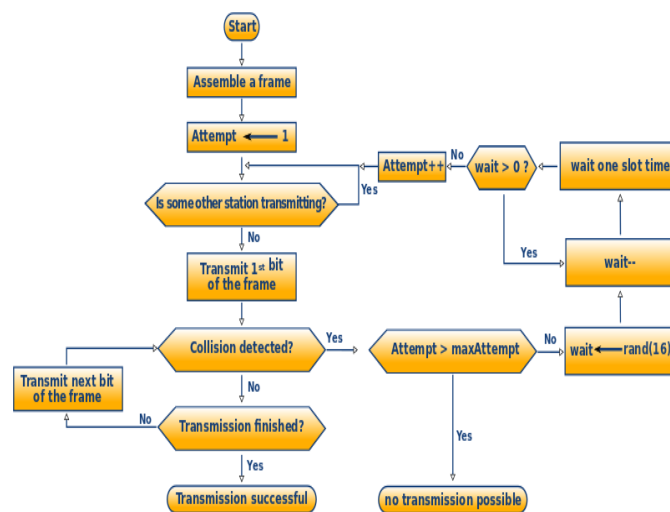 Start
Assemble a frame
Attempt ← 1
Attempt++
No
wait > 0 ?
wait one slot time
Yes
Is some other station transmitting?
No
Yes
wait--
Transmit 1st bit
of the frame
Collision detected?
Yes
Attempt > maxAttempt
No
wait ← rand(16)
Transmit next bit
of the frame
No
No
Transmission finished?
Yes
Yes
Transmission successful
no transmission possible